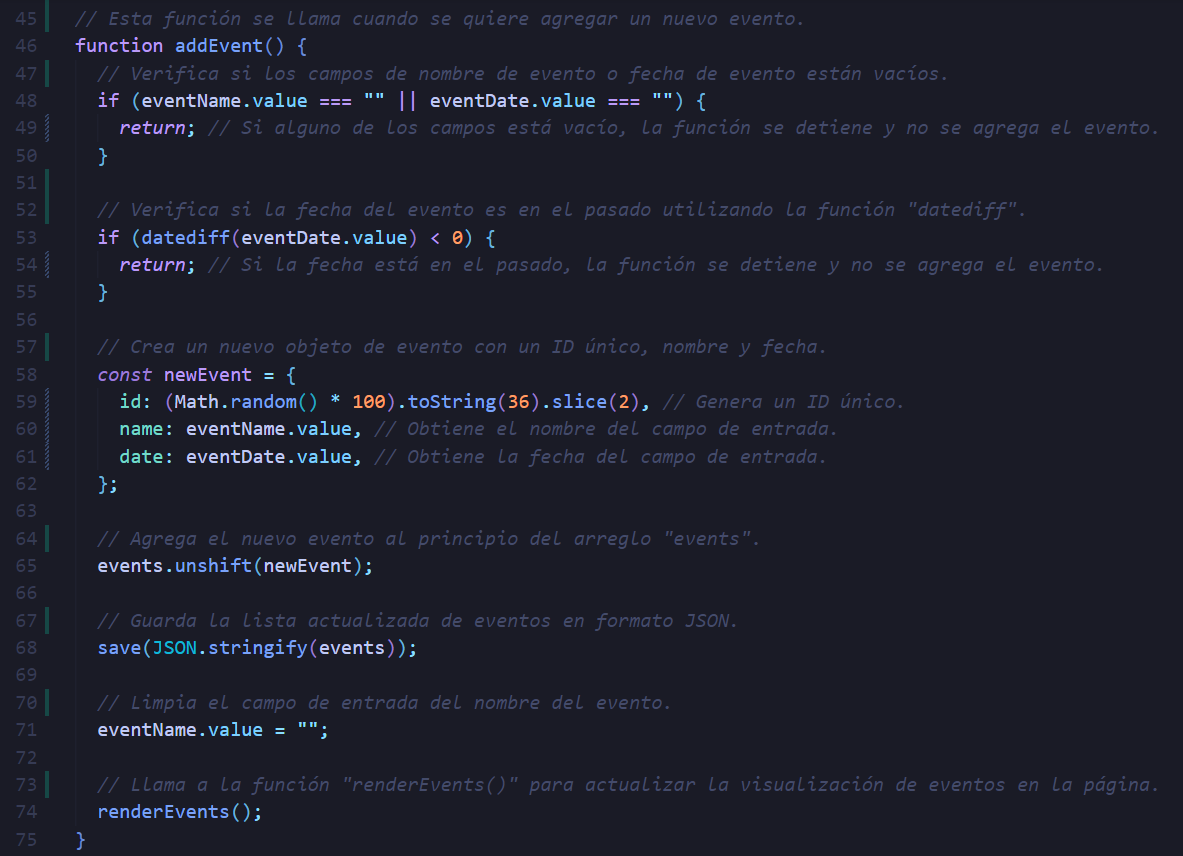 45 // Esta función se llama cuando se quiere agregar un nuevo evento.
46 function addEvent() {
47 // Verifica si los campos de nombre de evento o fecha de evento están vacíos.
48 if (eventName.value === "" || eventDate.value === "") {
49 return; // Si alguno de los campos está vacío, la función se detiene y no se agrega el evento.
50 }
51
52 // Verifica si la fecha del evento es en el pasado utilizando la función "datediff".
53 if (datediff(eventDate.value) < 0) {
54 return; // Si la fecha está en el pasado, la función se detiene y no se agrega el evento.
55 }
56
57 // Crea un nuevo objeto de evento con un ID único, nombre y fecha.
58 const newEvent = {
59 id: (Math.random() * 100).toString(36).slice(2), // Genera un ID único.
60 name: eventName.value, // Obtiene el nombre del campo de entrada.
61 date: eventDate.value, // Obtiene la fecha del campo de entrada.
62 };
63
64 // Agrega el nuevo evento al principio del arreglo "events".
65 events.unshift(newEvent);
66
67 // Guarda la lista actualizada de eventos en formato JSON.
68 save(JSON.stringify(events));
69
70 // Limpia el campo de entrada del nombre del evento.
71 eventName.value = "";
72
73 // Llama a la función "renderEvents()" para actualizar la visualización de eventos en la página.
74 renderEvents();
75 }